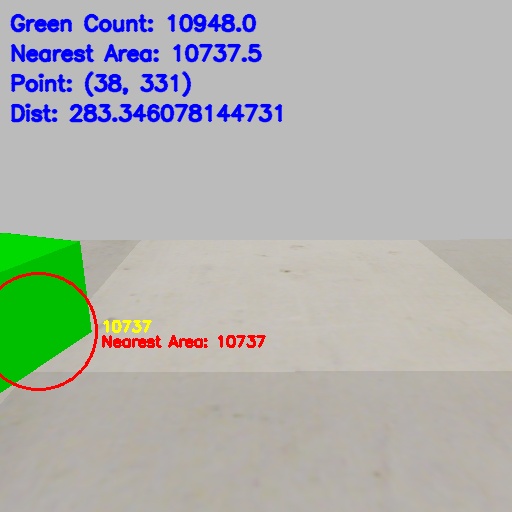 Green Count: 10948.0
Nearest Area: 10737.5
Point: (38, 331)
Dist: 283.346078144731
10737
Nearest Area: 10737